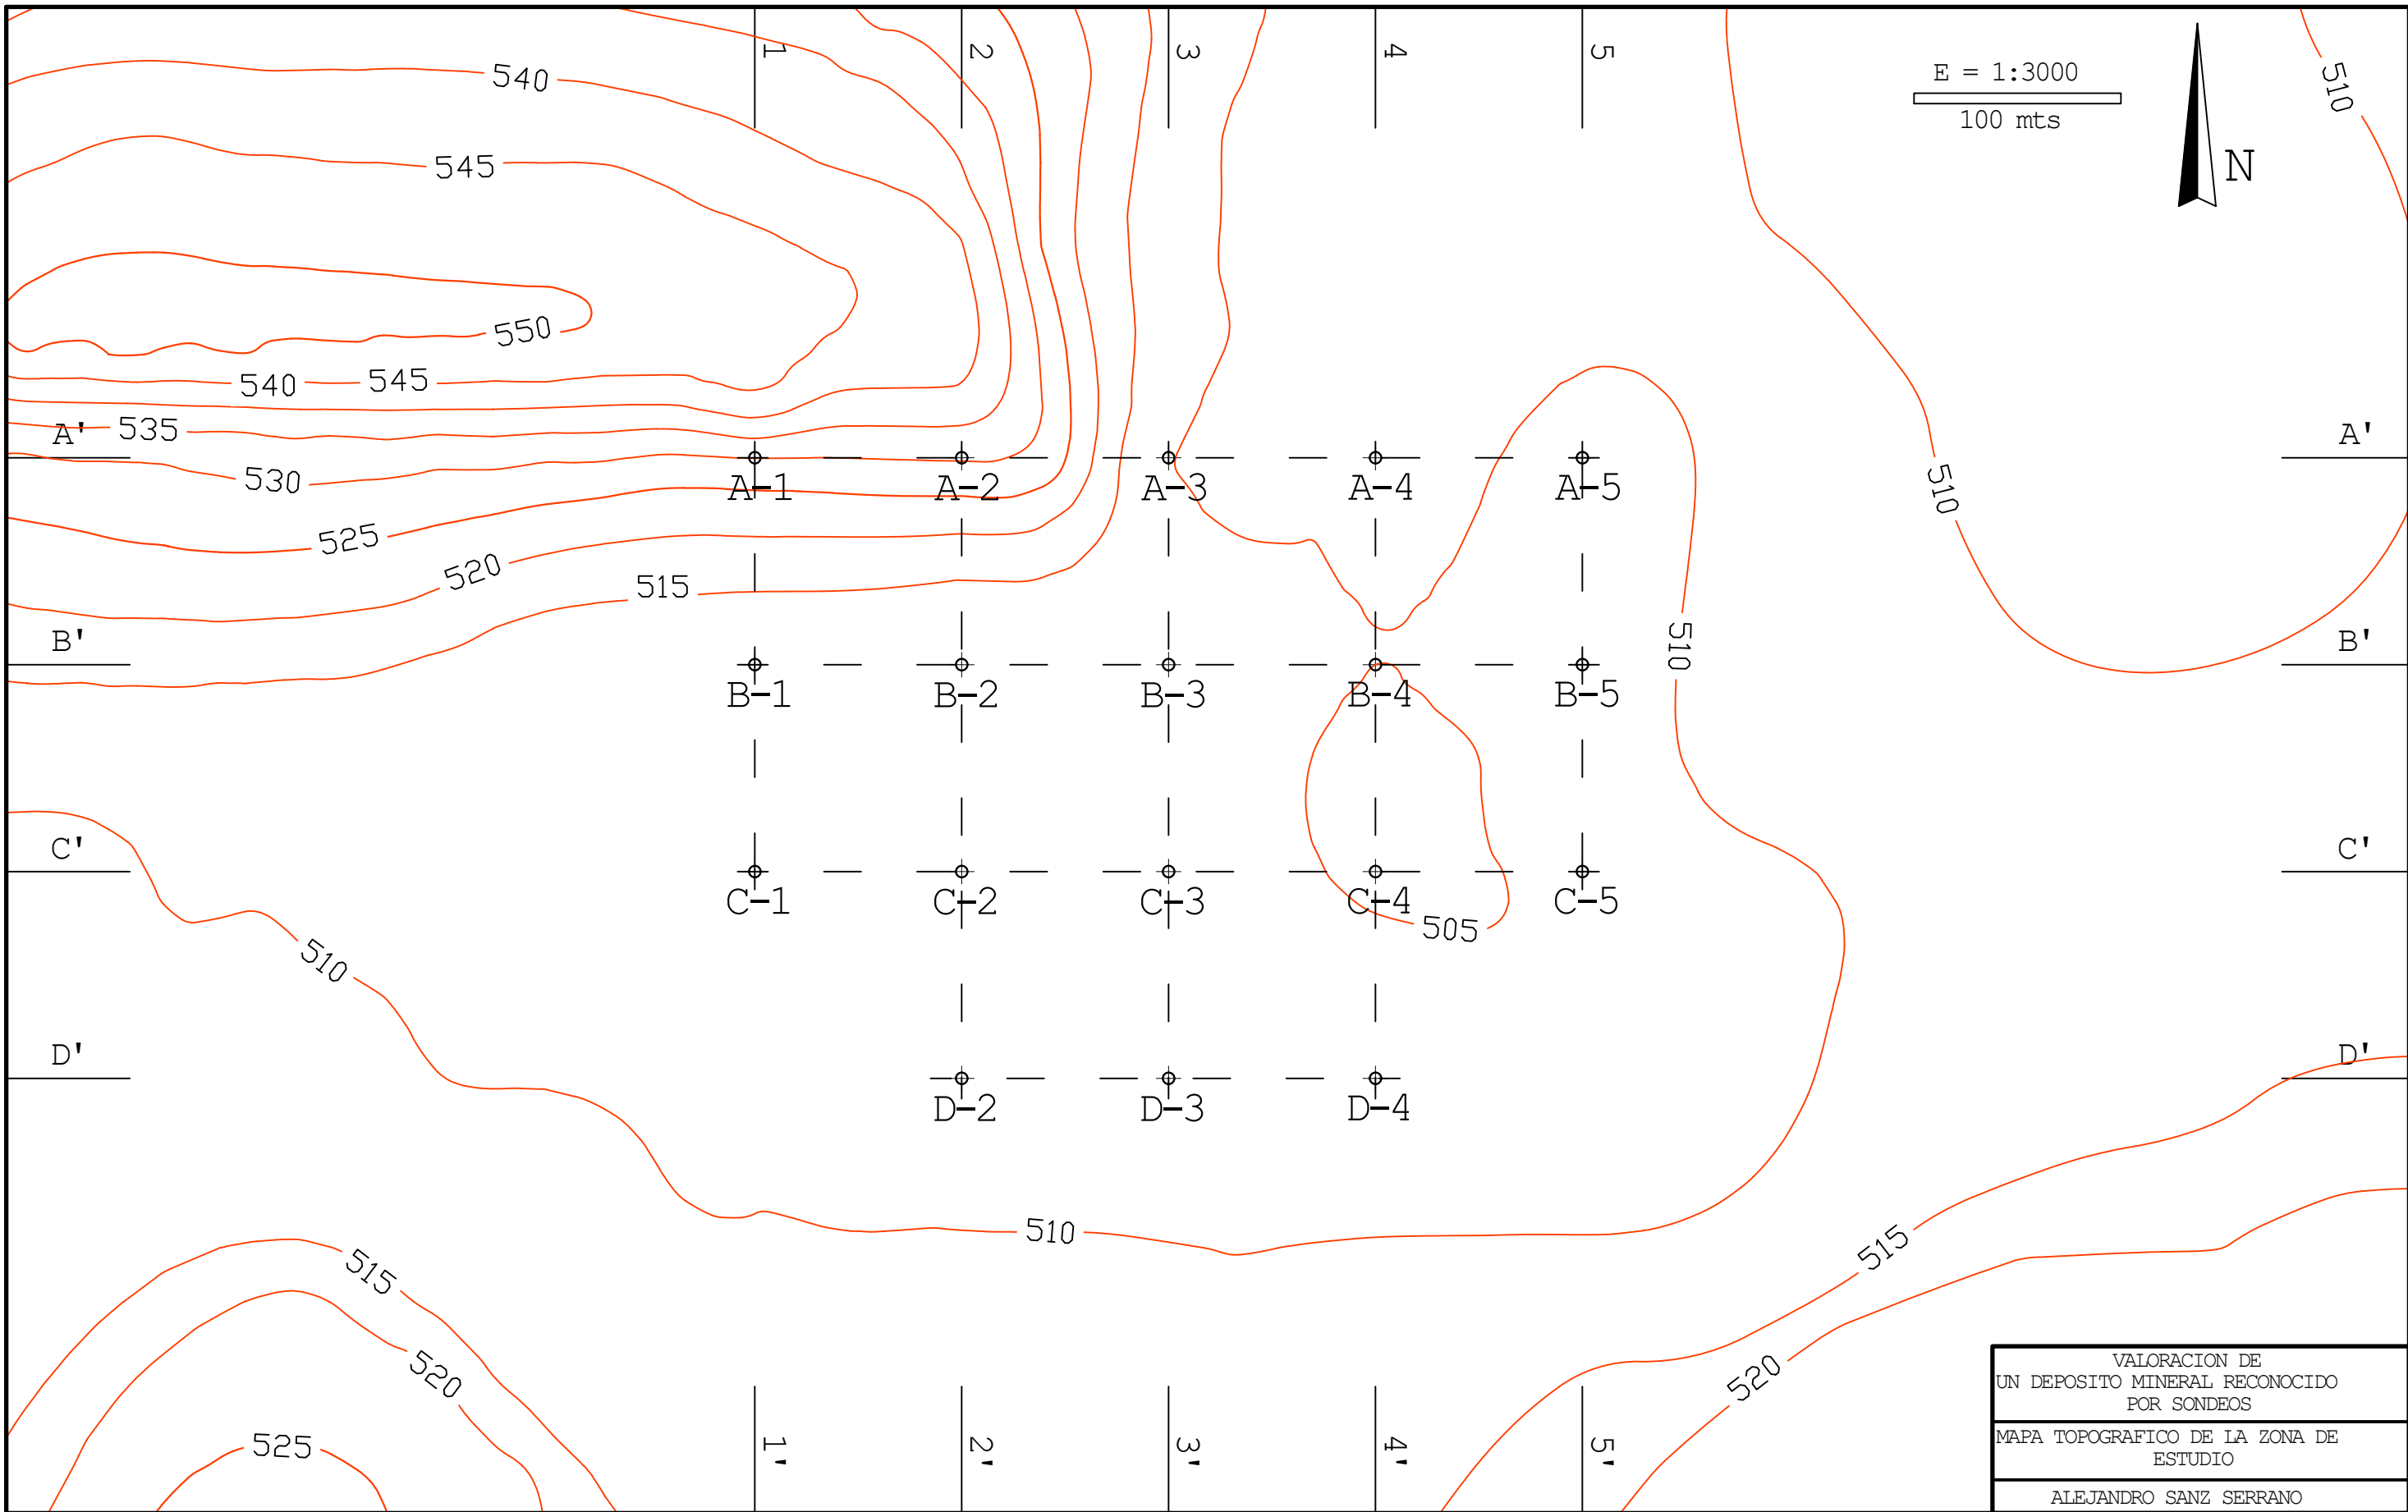 1 2 3 4 5
E = 1:3000
100 mts
N
510
540
545
550
540 545
535
A' A'
530
A-1 A-2 A-3 A-4 A-5
510
525
520
515
510
B' B'
B-1 B-2 B-3 B-4 B-5
C' C'
C-1 C-2 C-3 C-4 C-5
505
510
D' D'
D-2 D-3 D-4
510
515
515
520
520
525
1' 2' 3' 4' 5'
VALORACION DE
UN DEPOSITO MINERAL RECONOCIDO
POR SONDEOS
MAPA TOPOGRAFICO DE LA ZONA DE
ESTUDIO
ALEJANDRO SANZ SERRANO